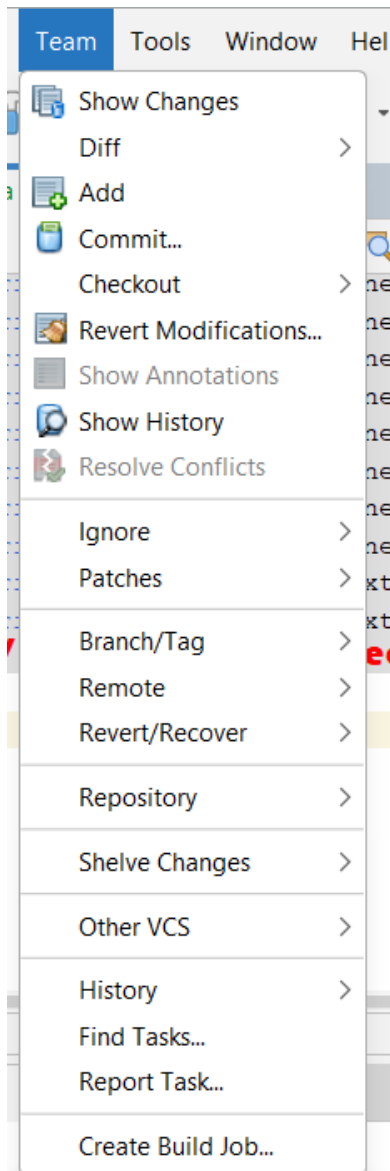 Team Tools Window Hel
Show Changes
Diff
Add
Commit...
Checkout
Revert Modifications...
Show Annotations
Show History
Resolve Conflicts
Ignore
Patches
Branch/Tag
Remote
Revert/Recover
Repository
Shelve Changes
Other VCS
History
Find Tasks...
Report Task...
Create Build Job...